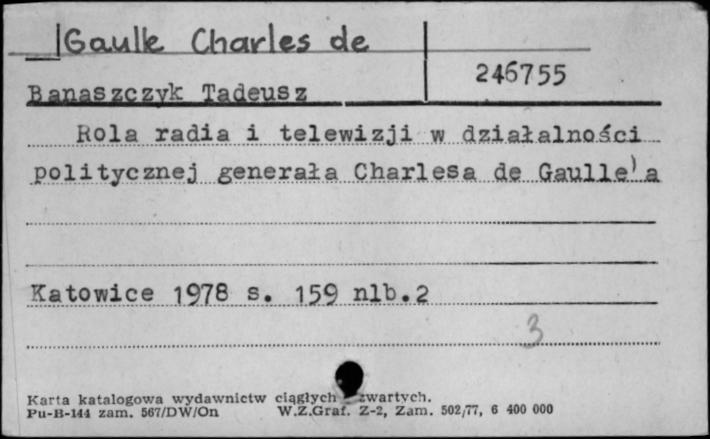 Gaulle Charles de
246755
Banaszczyk Tadeusz
Rola radia i telewizji w działalności
politycznej generała Charlesa de Gaulle'a
Katowice 1978 s. 159 nlb.2
3
Karta katalogowa wydawnictw ciągłych zwartych.
Pu-B-144 zam. 567/DW/On W.Z.Graf. Z-2, Zam. 502/77, 6 400 000